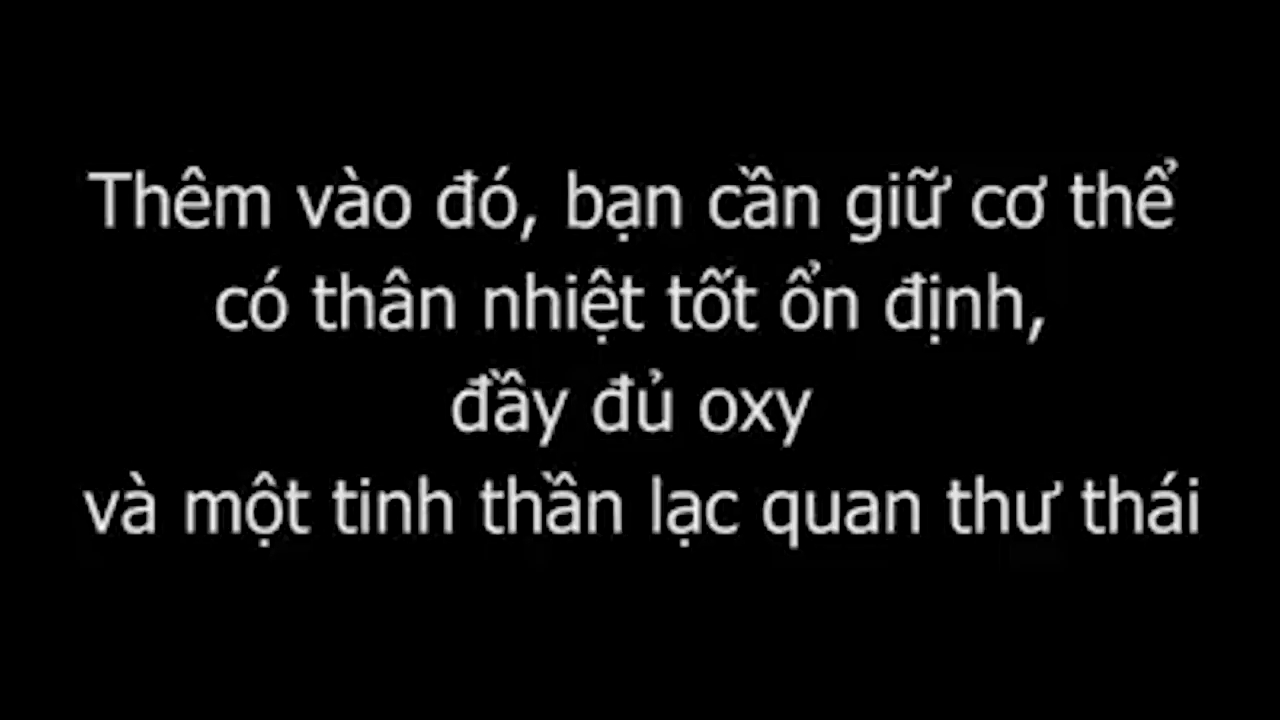 Thêm vào đó, bạn cần giữ cơ thể
có thân nhiệt tốt ổn định,
đầy đủ oxy
và một tinh thần lạc quan thư thái